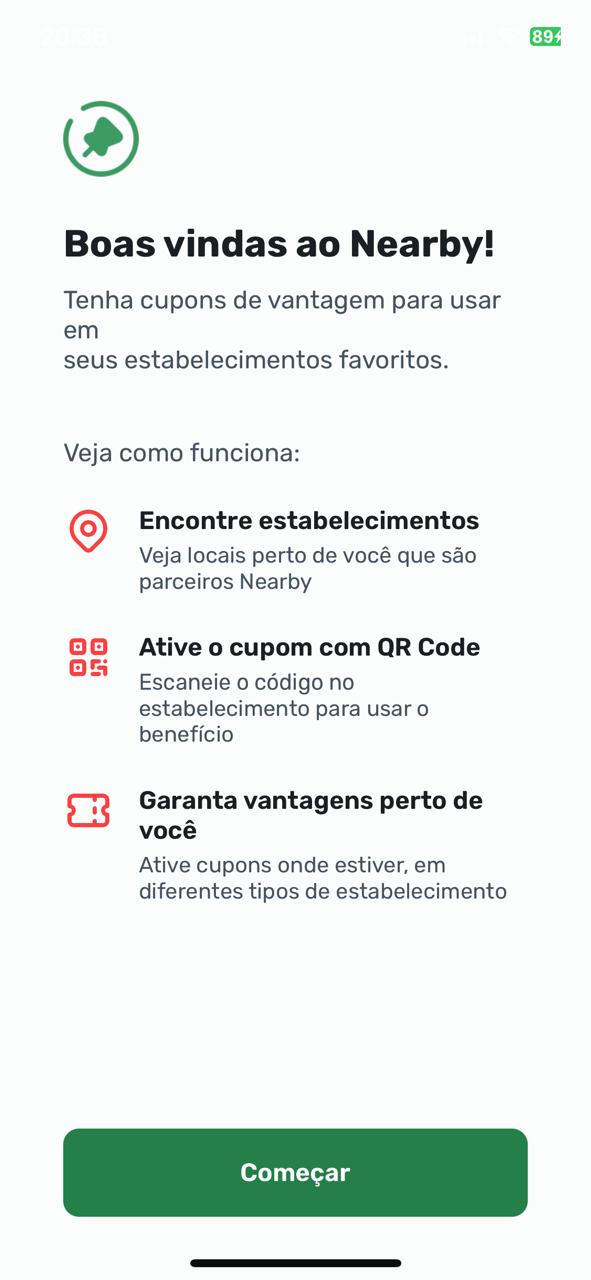 20:36
89
Boas vindas ao Nearby!
Tenha cupons de vantagem para usar
em
seus estabelecimentos favoritos.
Veja como funciona:
Encontre estabelecimentos
Veja locais perto de você que são
parceiros Nearby
Ative o cupom com QR Code
Escaneie o código no
estabelecimento para usar o
benefício
Garanta vantagens perto de
você
Ative cupons onde estiver, em
diferentes tipos de estabelecimento
Começar